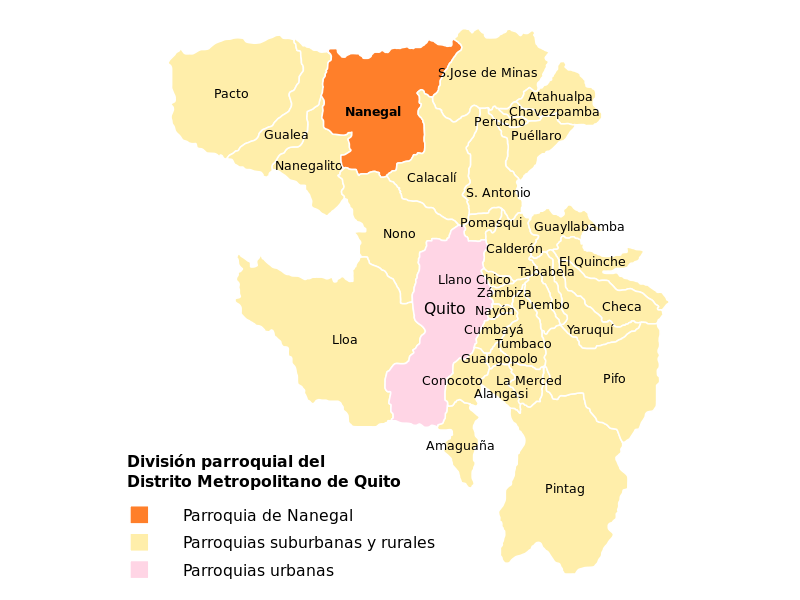 S.Jose de Minas
Pacto
Atahualpa
Nanegal
Chavezpamba
Perucho
Gualea
Puéllaro
Nanegalito
Calacalí
S. Antonio
Pomasqui
Guayllabamba
Nono
Calderón
El Quinche
Tababela
Llano Chico
Zámbiza
Puembo
Checa
Quito
Nayón
Cumbayá
Yaruquí
Lloa
Tumbaco
Guangopolo
Pifo
Conocoto
La Merced
Alangasi
Amaguaña
División parroquial del
Distrito Metropolitano de Quito
Pintag
Parroquia de Nanegal
Parroquias suburbanas y rurales
Parroquias urbanas